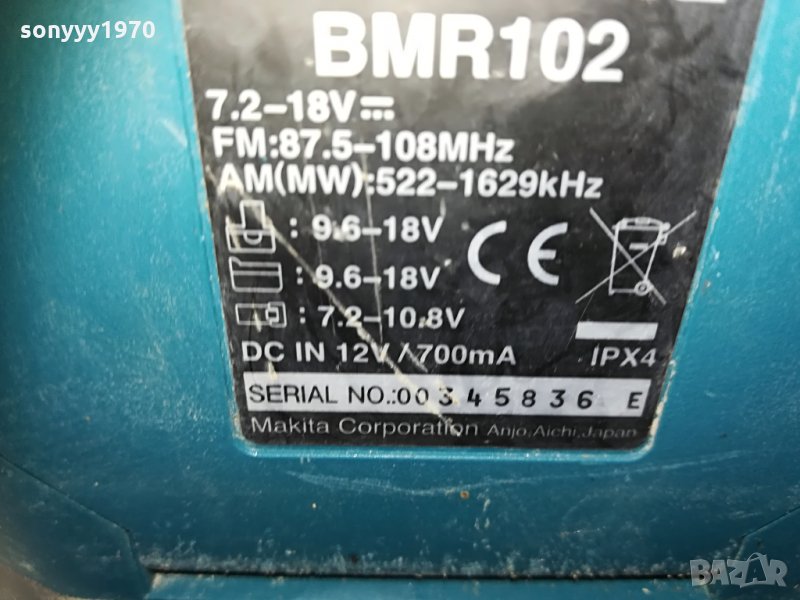 sonyyy1970
BMR102
7.2–18V
FM:87.5–108MHz
AM(MW):522–1629kHz
: 9.6–18V
: 9.6–18V
: 7.2–10.8V
CE
DC IN 12V/700mA
IPX4
SERIAL NO.:00345836 E
Makita Corporation Anjo,Aichi,Japan
BAZAR